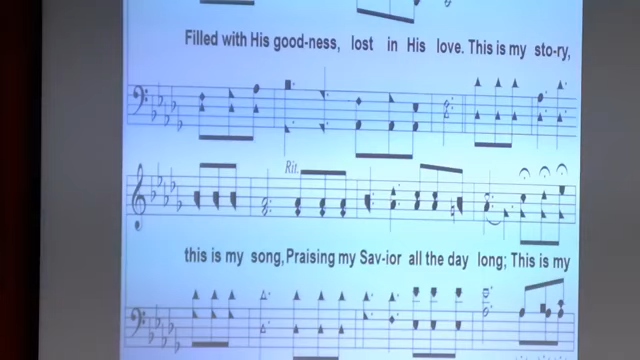 Filled with His good-ness, lost in His love. This is my sto-ry,
Rit.
this is my song, Praising my Sav-ior all the day long; This is my